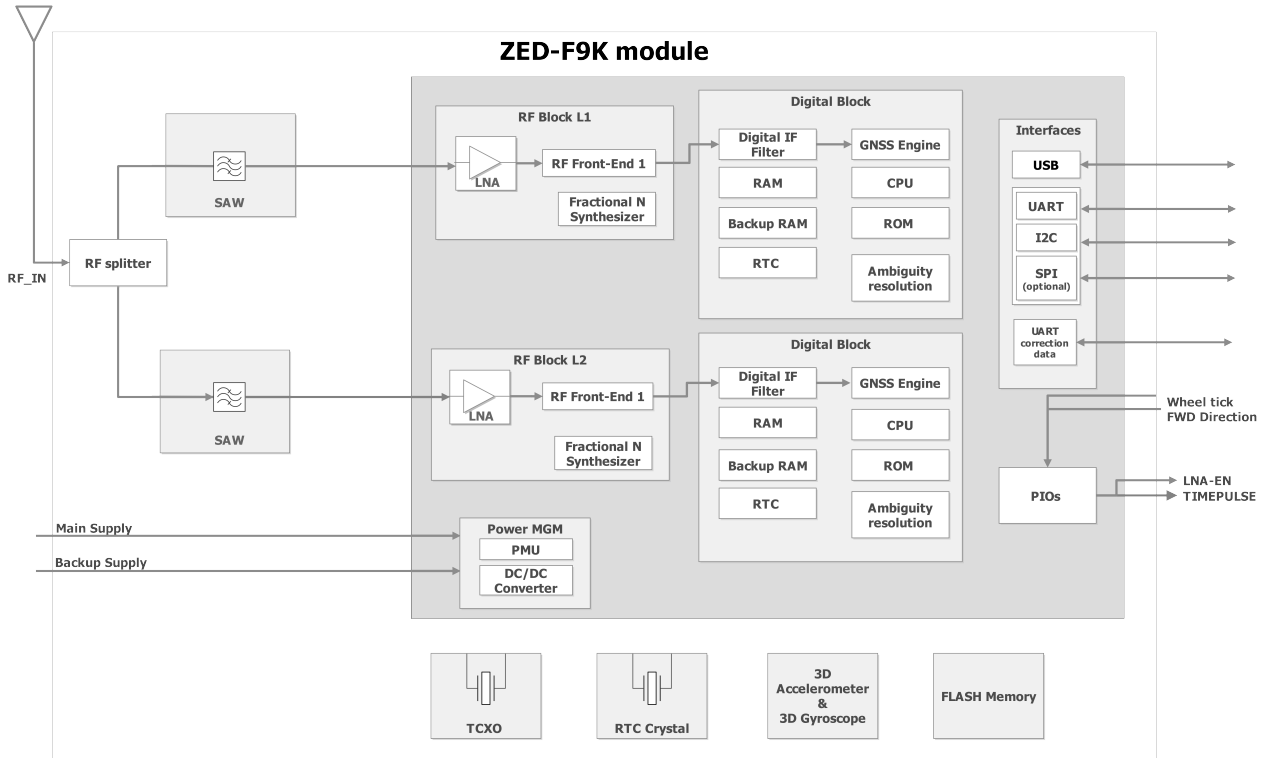 ZED-F9K module
RF_IN
RF splitter
SAW
SAW
RF Block L1
LNA
RF Front-End 1
Fractional N
Synthesizer
Digital Block
Digital IF
Filter
GNSS Engine
RAM
CPU
Backup RAM
ROM
RTC
Ambiguity
resolution
RF Block L2
LNA
RF Front-End 1
Fractional N
Synthesizer
Digital Block
Digital IF
Filter
GNSS Engine
RAM
CPU
Backup RAM
ROM
RTC
Ambiguity
resolution
Interfaces
USB
UART
I2C
SPI
(optional)
UART
correction
data
Wheel tick
FWD Direction
PIOs
LNA-EN
TIMEPULSE
Main Supply
Backup Supply
Power MGM
PMU
DC/DC
Converter
TCXO
RTC Crystal
3D
Accelerometer
&
3D Gyroscope
FLASH Memory